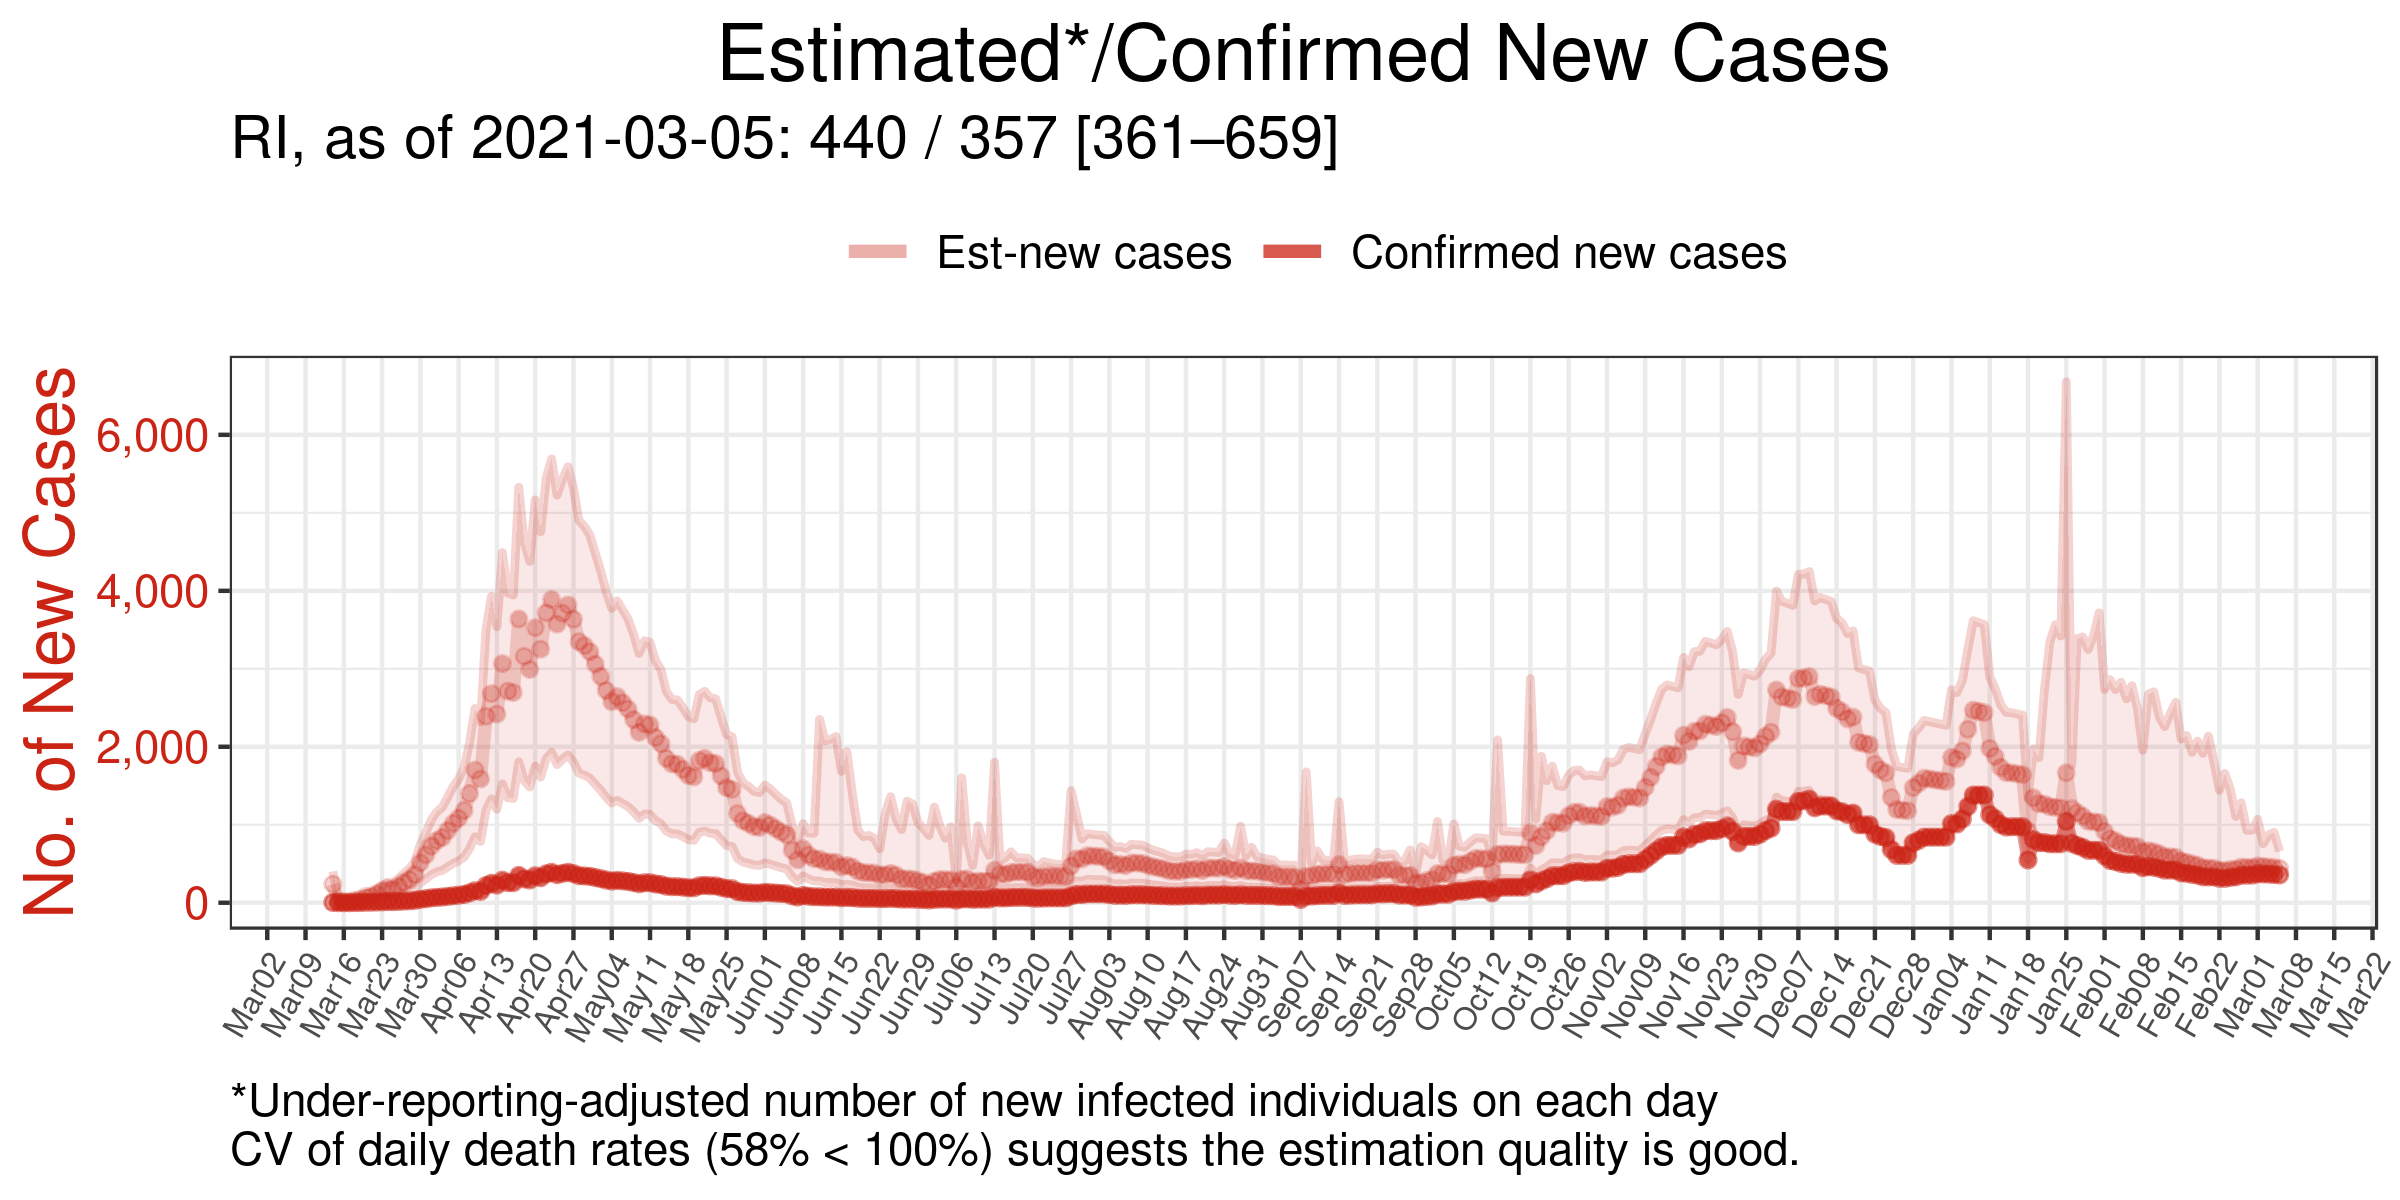 Estimated*/Confirmed New Cases
RI, as of 2021-03-05: 440 / 357 [361–659]
Est-new cases
Confirmed new cases
No. of New Cases
6,000
4,000
2,000
0
Mar02
Mar09
Mar16
Mar23
Mar30
Apr06
Apr13
Apr20
Apr27
May04
May11
May18
May25
Jun01
Jun08
Jun15
Jun22
Jun29
Jul06
Jul13
Jul20
Jul27
Aug03
Aug10
Aug17
Aug24
Aug31
Sep07
Sep14
Sep21
Sep28
Oct05
Oct12
Oct19
Oct26
Nov02
Nov09
Nov16
Nov23
Nov30
Dec07
Dec14
Dec21
Dec28
Jan04
Jan11
Jan18
Jan25
Feb01
Feb08
Feb15
Feb22
Mar01
Mar08
Mar15
Mar22
*Under-reporting-adjusted number of new infected individuals on each day
CV of daily death rates (58% < 100%) suggests the estimation quality is good.